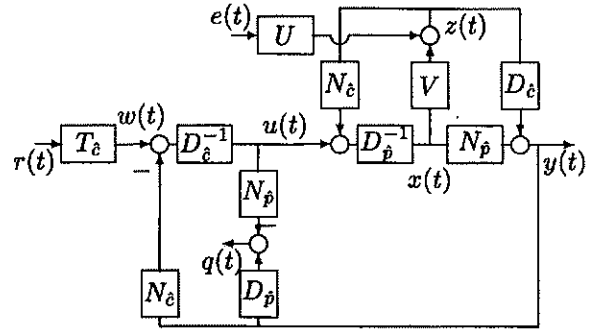 e(t) U z(t)
N_ĉ V D_ĉ
w(t) u(t)
r(t) T_ĉ D_ĉ^{-1} D_p̂^{-1} N_p̂ y(t)
− x(t)
N_p̂
−
q(t)
N_ĉ D_p̂